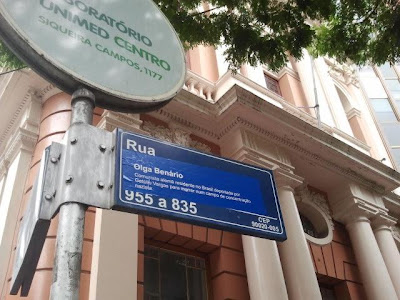 LABORATÓRIO
UNIMED CENTRO
SIQUEIRA CAMPOS, 1177
Rua
Olga Benário
Comunista alemã residente no Brasil deportada por
Getúlio Vargas para morrer num campo de concentração
nazista
955 a 835
CEP
90020-005